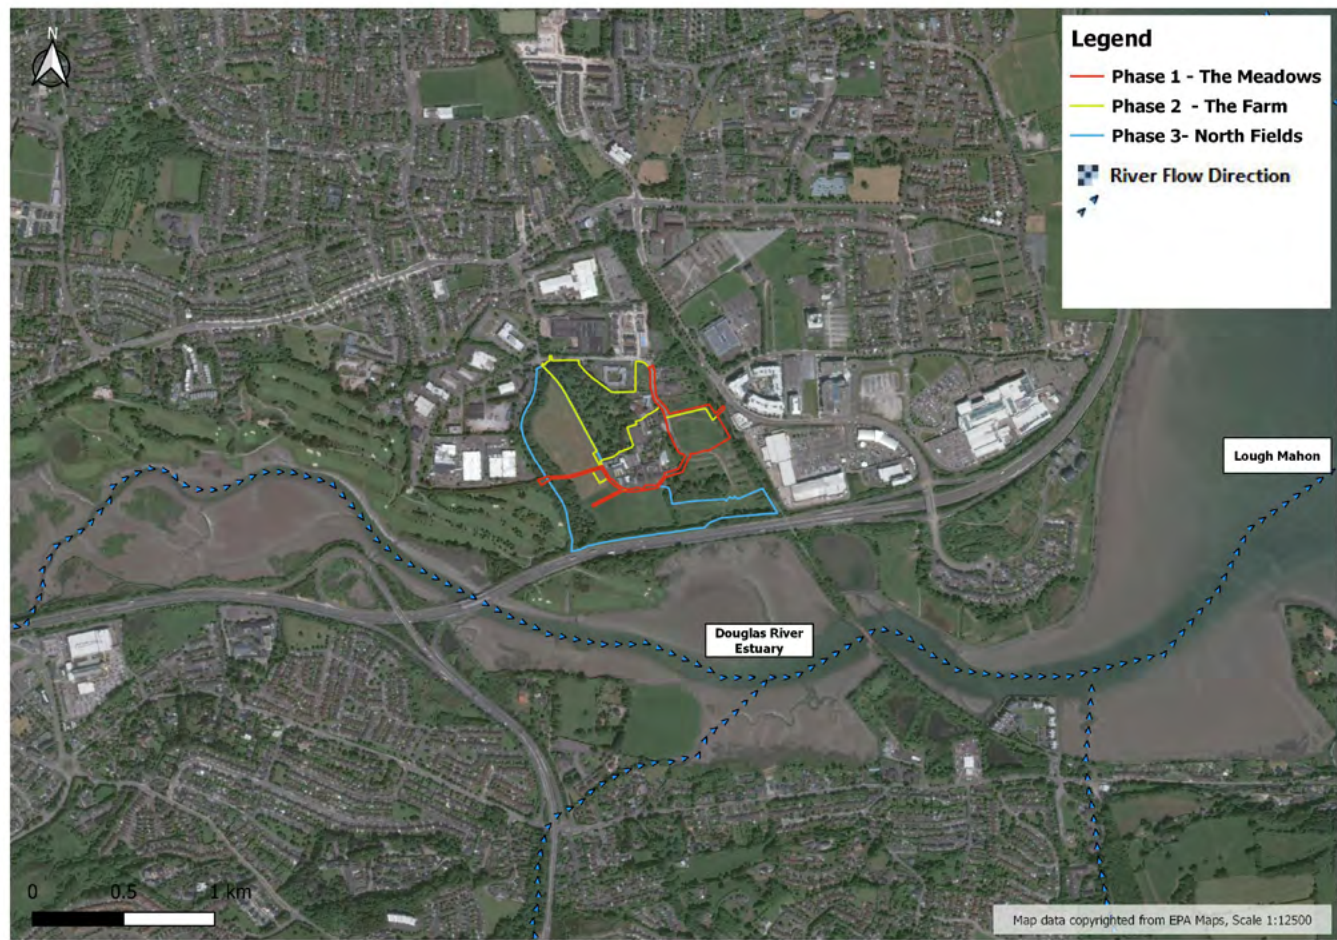 N
Legend
Phase 1 - The Meadows
Phase 2 - The Farm
Phase 3- North Fields
River Flow Direction
Lough Mahon
Douglas River
Estuary
0 0.5 1 km
Map data copyrighted from EPA Maps, Scale 1:12500